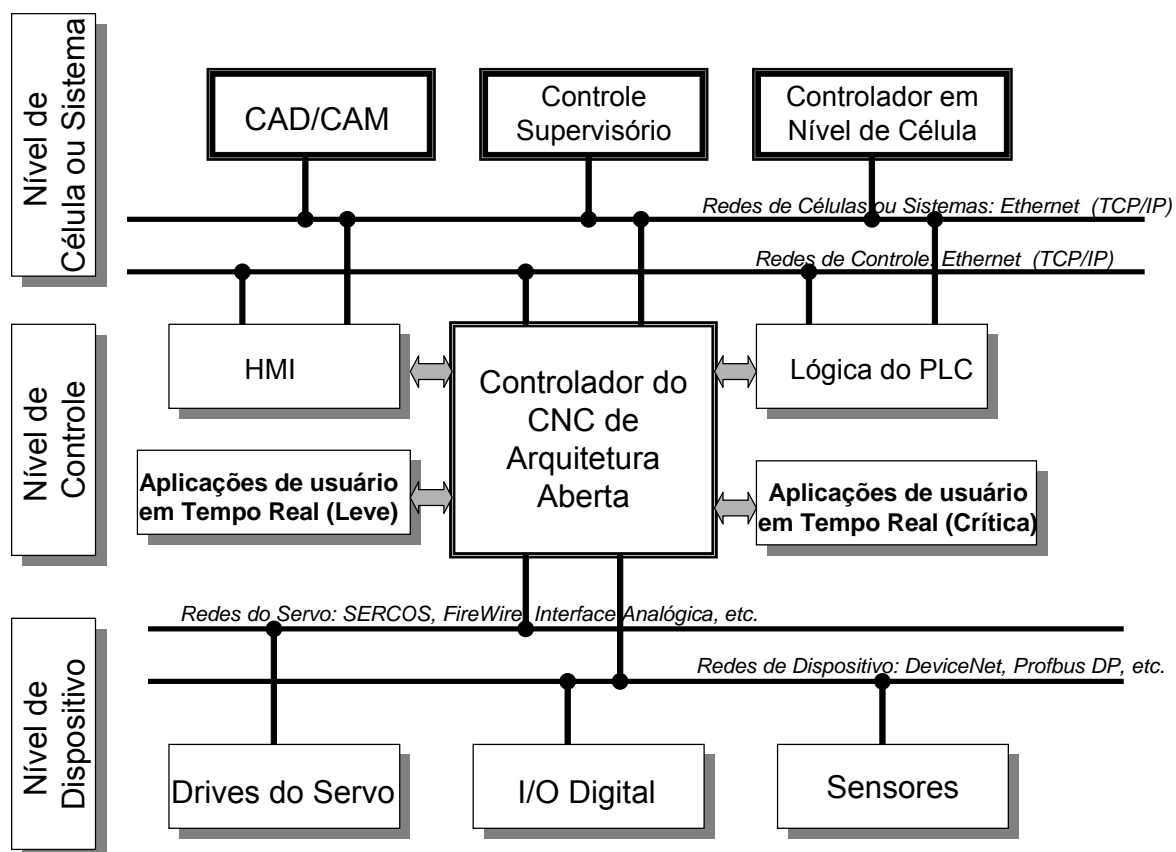 Nível de
Célula ou Sistema
CAD/CAM
Controle
Supervisório
Controlador em
Nível de Célula
Redes de Células ou Sistemas: Ethernet (TCP/IP)
Redes de Controle: Ethernet (TCP/IP)
Nível de
Controle
HMI
Controlador do
CNC de
Arquitetura
Aberta
Lógica do PLC
Aplicações de usuário
em Tempo Real (Leve)
Aplicações de usuário
em Tempo Real (Crítica)
Nível de
Dispositivo
Redes do Servo: SERCOS, FireWire, Interface Analógica, etc.
Redes de Dispositivo: DeviceNet, Profbus DP, etc.
Drives do Servo
I/O Digital
Sensores